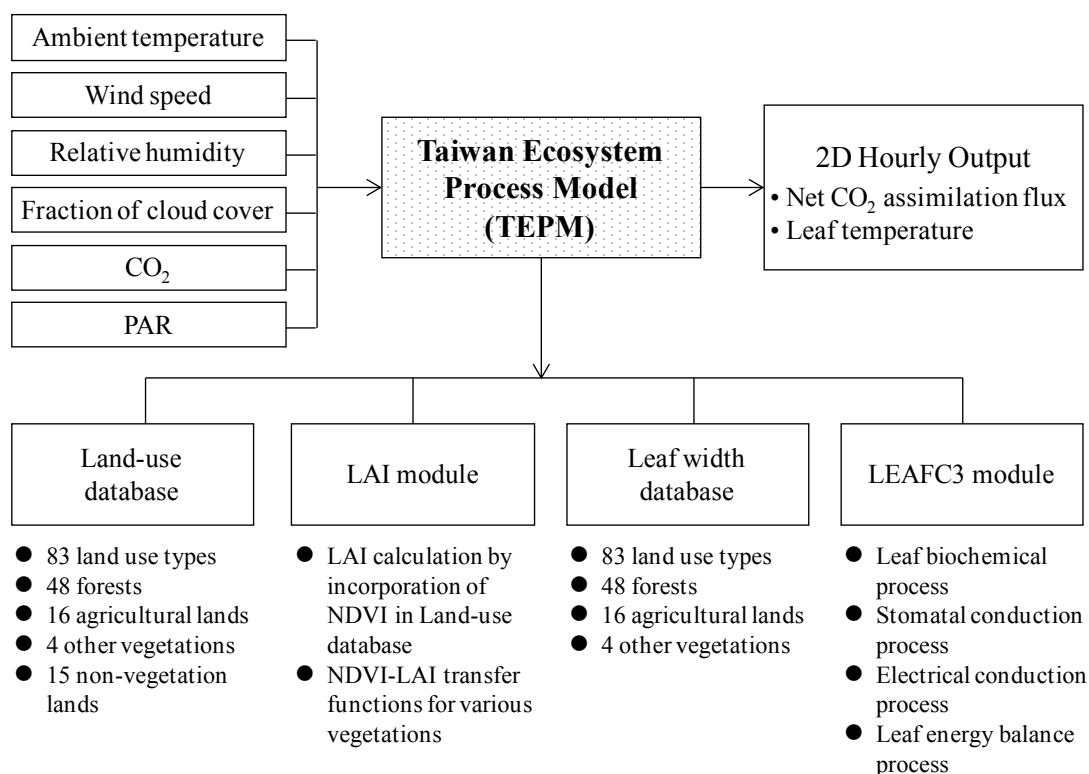 Ambient temperature
Wind speed
Relative humidity
Fraction of cloud cover
CO₂
PAR
Taiwan Ecosystem
Process Model
(TEPM)
2D Hourly Output
• Net CO₂ assimilation flux
• Leaf temperature
Land-use
database
● 83 land use types
● 48 forests
● 16 agricultural lands
● 4 other vegetations
● 15 non-vegetation
lands
LAI module
● LAI calculation by
incorporation of
NDVI in Land-use
database
● NDVI-LAI transfer
functions for various
vegetations
Leaf width
database
● 83 land use types
● 48 forests
● 16 agricultural lands
● 4 other vegetations
LEAFC3 module
● Leaf biochemical
process
● Stomatal conduction
process
● Electrical conduction
process
● Leaf energy balance
process